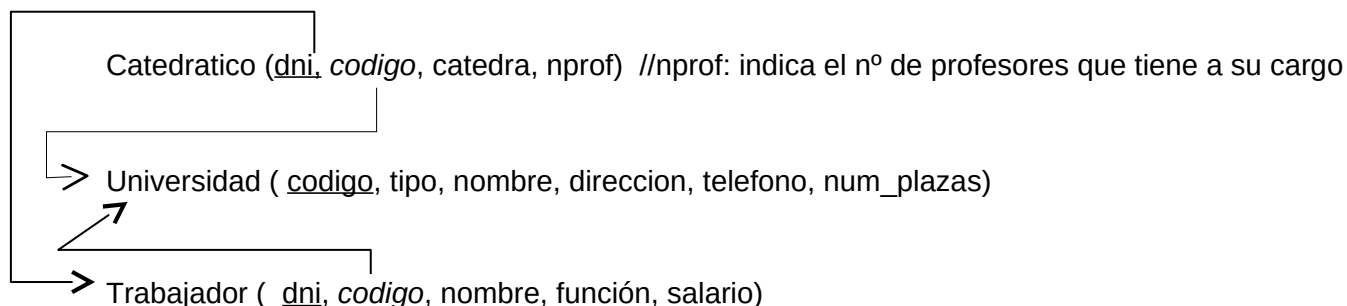 Catedratico (dni, codigo, catedra, nprof) //nprof: indica el nº de profesores que tiene a su cargo
Universidad ( codigo, tipo, nombre, direccion, telefono, num_plazas)
Trabajador ( dni, codigo, nombre, función, salario)